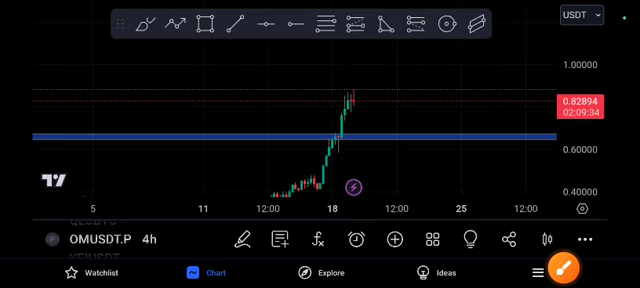 USDT
1.00000
0.82894
02:09:34
0.60000
0.40000
5 11 12:00 18 12:00 25 12:00
OMUSDT.P 4h
Watchlist Chart Explore Ideas